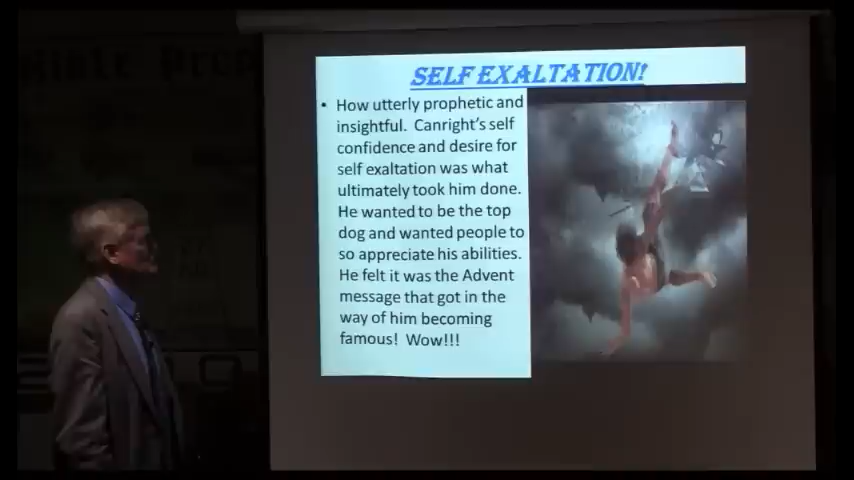 SELF EXALTATION!
• How utterly prophetic and
insightful. Canright's self
confidence and desire for
self exaltation was what
ultimately took him done.
He wanted to be the top
dog and wanted people to
so appreciate his abilities.
He felt it was the Advent
message that got in the
way of him becoming
famous! Wow!!!